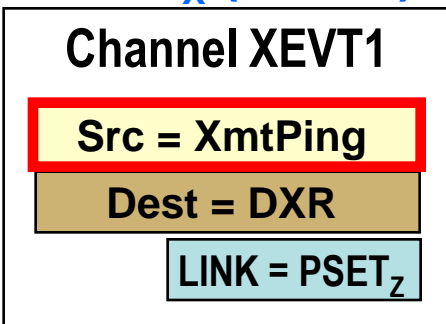 Channel XEVT1
Src = XmtPing
Dest = DXR
LINK = PSETZ